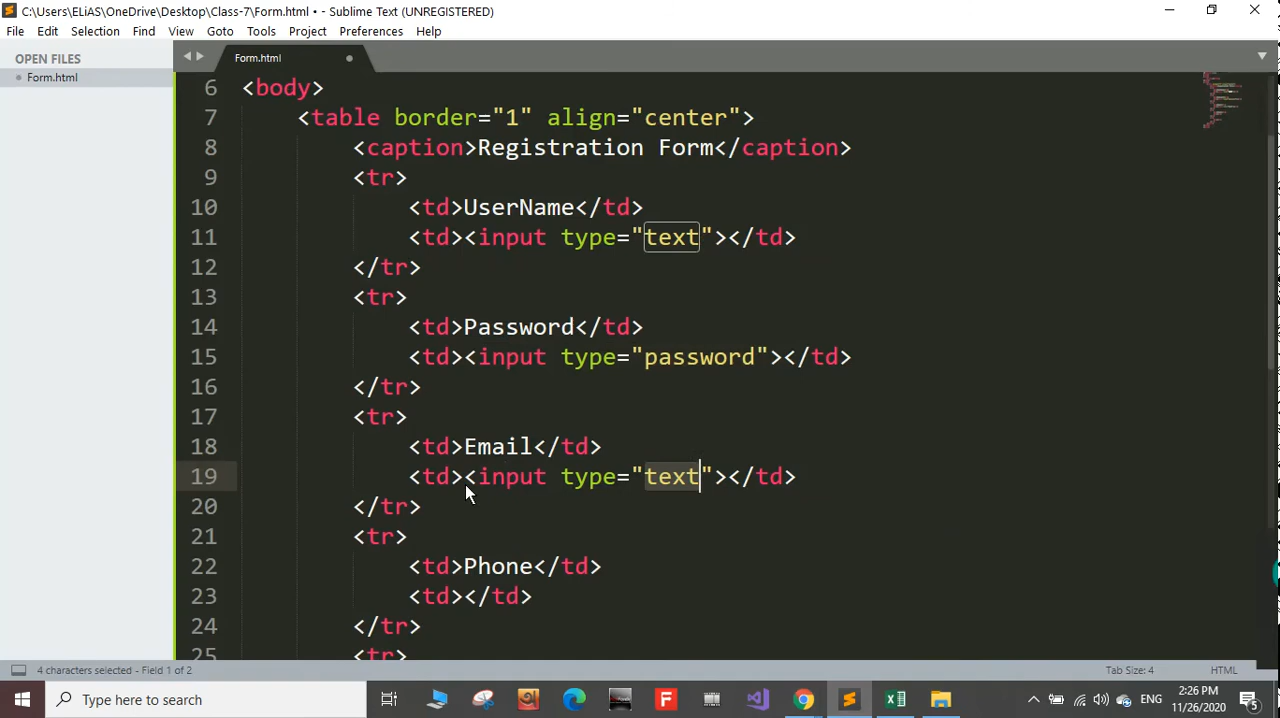 C:\Users\ELiAS\OneDrive\Desktop\Class-7\Form.html • - Sublime Text (UNREGISTERED)
File Edit Selection Find View Goto Tools Project Preferences Help
OPEN FILES
Form.html
Form.html
6 <body>
7 <table border="1" align="center">
8 <caption>Registration Form</caption>
9 <tr>
10 <td>UserName</td>
11 <td><input type="text"></td>
12 </tr>
13 <tr>
14 <td>Password</td>
15 <td><input type="password"></td>
16 </tr>
17 <tr>
18 <td>Email</td>
19 <td><input type="text"></td>
20 </tr>
21 <tr>
22 <td>Phone</td>
23 <td></td>
24 </tr>
25 <tr>
4 characters selected - Field 1 of 2 Tab Size: 4 HTML
Type here to search
F
ENG
2:26 PM
11/26/2020
5